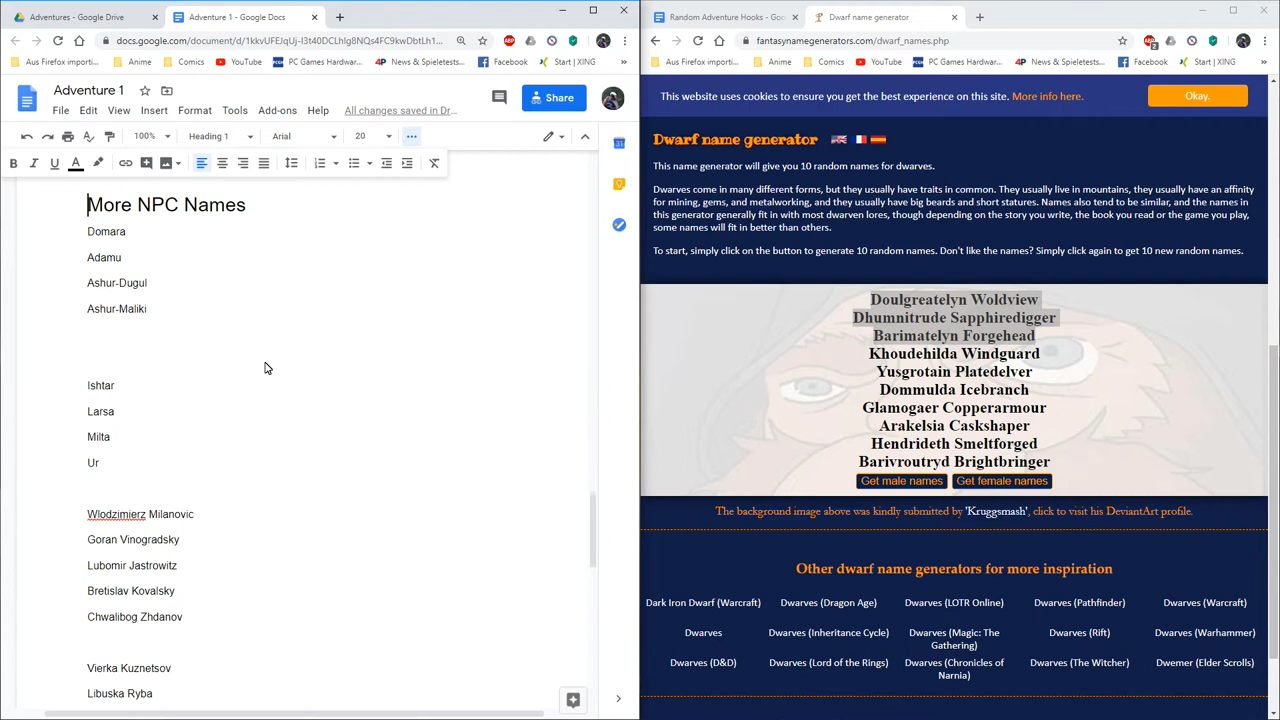 Adventures - Google Drive
Adventure 1 - Google Docs
docs.google.com/document/d/1kkvUFEJqUj-I3t40DCLhlg8NQs4FC9kwDbtLh1...
Aus Firefox importi...
Anime
Comics
YouTube
PC Games Hardwar...
News & Spieletests...
Facebook
Start | XING
Adventure 1
File Edit View Insert Format Tools Add-ons Help All changes saved in Dr...
Share
100% Heading 1 Arial 20
More NPC Names
Domara
Adamu
Ashur-Dugul
Ashur-Maliki
Ishtar
Larsa
Milta
Ur
Wlodzimierz Milanovic
Goran Vinogradsky
Lubomir Jastrowitz
Bretislav Kovalsky
Chwalibog Zhdanov
Vierka Kuznetsov
Libuska Ryba
Random Adventure Hooks - Goo
Dwarf name generator
fantasynamegenerators.com/dwarf_names.php
Aus Firefox importi...
Anime
Comics
YouTube
PC Games Hardwar...
News & Spieletests...
Facebook
Start | XING
This website uses cookies to ensure you get the best experience on this site. More info here.
Okay.
Dwarf name generator
This name generator will give you 10 random names for dwarves.
Dwarves come in many different forms, but they usually have traits in common. They usually live in mountains, they usually have an affinity
for mining, gems, and metalworking, and they usually have big beards and short statures. Names also tend to be similar, and the names in
this generator generally fit in with most dwarven lores, though depending on the story you write, the book you read or the game you play,
some names will fit in better than others.
To start, simply click on the button to generate 10 random names. Don't like the names? Simply click again to get 10 new random names.
Doulgreatelyn Woldview
Dhumnitrude Sapphiredigger
Barimatelyn Forgehead
Khoudehilda Windguard
Yusgrotain Platedelver
Dommulda Icebranch
Glamogaer Copperarmour
Arakelsia Caskshaper
Hendrideth Smeltforged
Barivroutryd Brightbringer
Get male names Get female names
The background image above was kindly submitted by 'Kruggsmash', click to visit his DeviantArt profile.
Other dwarf name generators for more inspiration
Dark Iron Dwarf (Warcraft) Dwarves (Dragon Age) Dwarves (LOTR Online) Dwarves (Pathfinder) Dwarves (Warcraft)
Dwarves Dwarves (Inheritance Cycle) Dwarves (Magic: The Gathering) Dwarves (Rift) Dwarves (Warhammer)
Dwarves (D&D) Dwarves (Lord of the Rings) Dwarves (Chronicles of Narnia) Dwarves (The Witcher) Dwemer (Elder Scrolls)